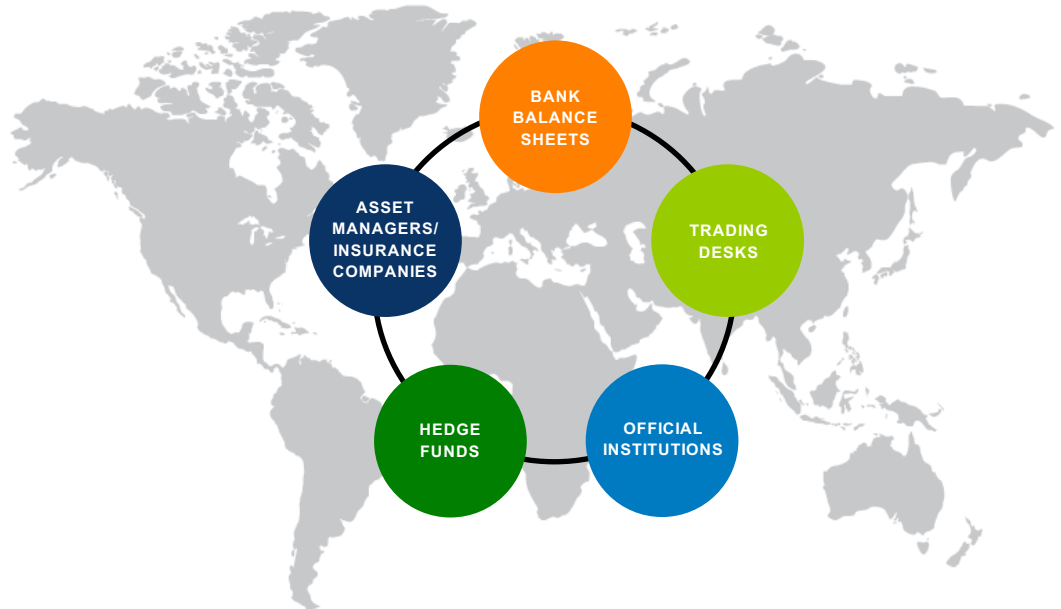 BANK
BALANCE
SHEETS
ASSET
MANAGERS/
INSURANCE
COMPANIES
TRADING
DESKS
HEDGE
FUNDS
OFFICIAL
INSTITUTIONS